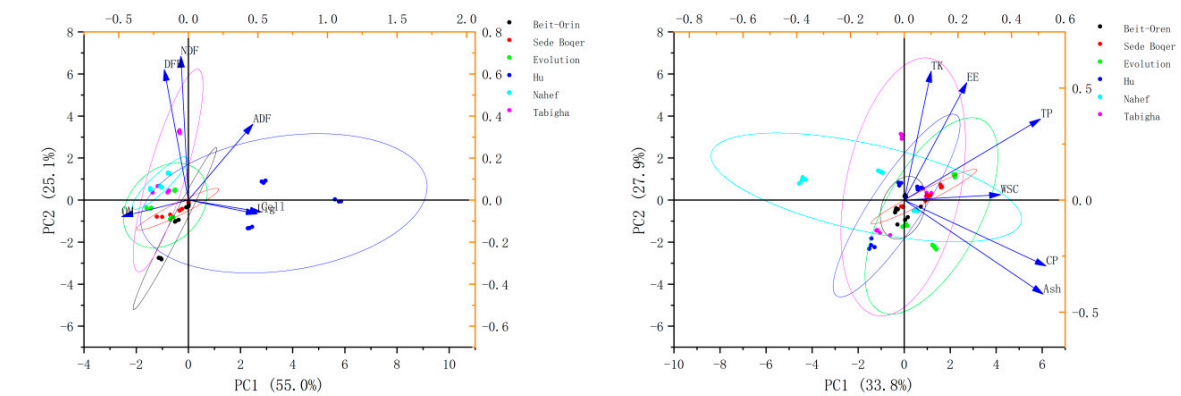 -0.5 0.0 0.5 1.0 1.5 2.0
8 0.8
6 0.6
4 0.4
2 0.2
0 0.0
-2 -0.2
-4 -0.4
-6 -0.6
-4 -2 0 2 4 6 8 10
PC1 (55.0%)
PC2 (25.1%)
NDF
ADF
OM
Cell
Beit-Orin
Sede Boqer
Evolution
Hu
Nahef
Tabigha
-0.8 -0.6 -0.4 -0.2 0.0 0.2 0.4 0.6
8
6
4 0.5
2
0 0.0
-2
-4 -0.5
-6
-10 -8 -6 -4 -2 0 2 4 6
PC1 (33.8%)
PC2 (27.9%)
TK
EE
TP
WSC
CP
Ash
Beit-Oren
Sede Boqer
Evolution
Hu
Nahef
Tabigha